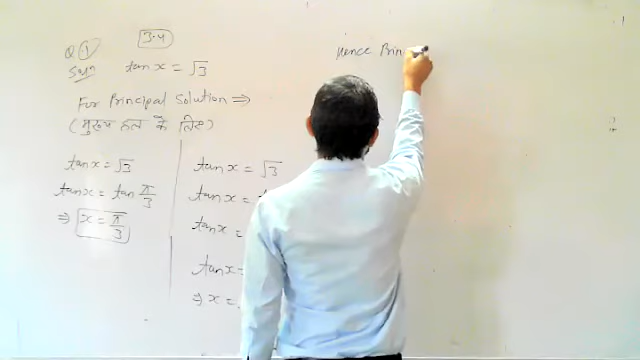 3.4
Q 1
Soln tan x = √3
For Principal Solution ⇒
(मुख्य हल के लिए)
tan x = √3
tan x = tan π/3
⇒ x = π/3
tan x = √3
tan x =
tan x =
tan x =
⇒ x =
Hence Prin